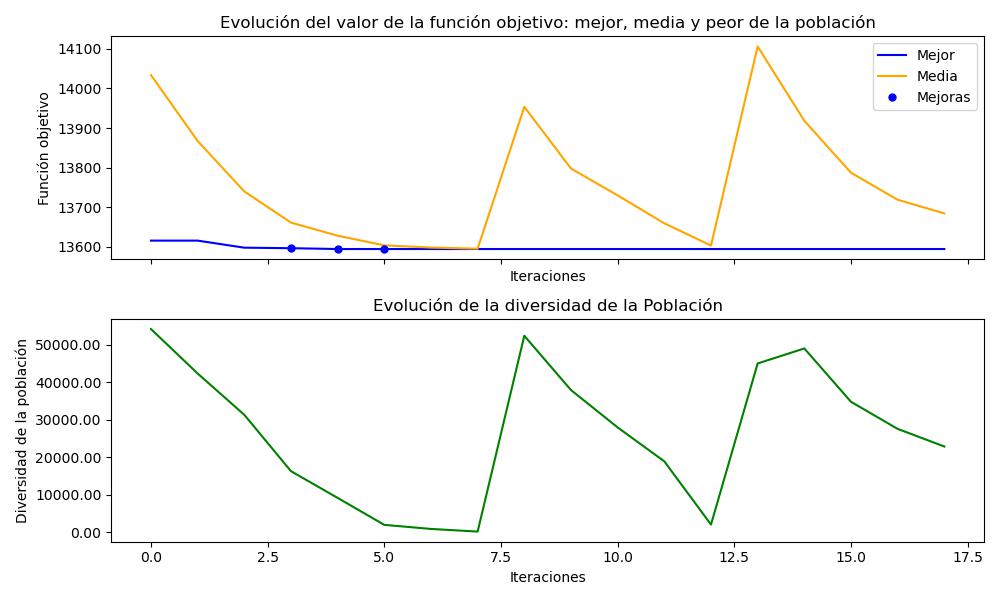 Evolución del valor de la función objetivo: mejor, media y peor de la población
14100
14000
13900
13800
13700
13600
Función objetivo
Mejor
Media
Mejoras
Iteraciones
Evolución de la diversidad de la Población
50000.00
40000.00
30000.00
20000.00
10000.00
0.00
Diversidad de la población
0.0 2.5 5.0 7.5 10.0 12.5 15.0 17.5
Iteraciones